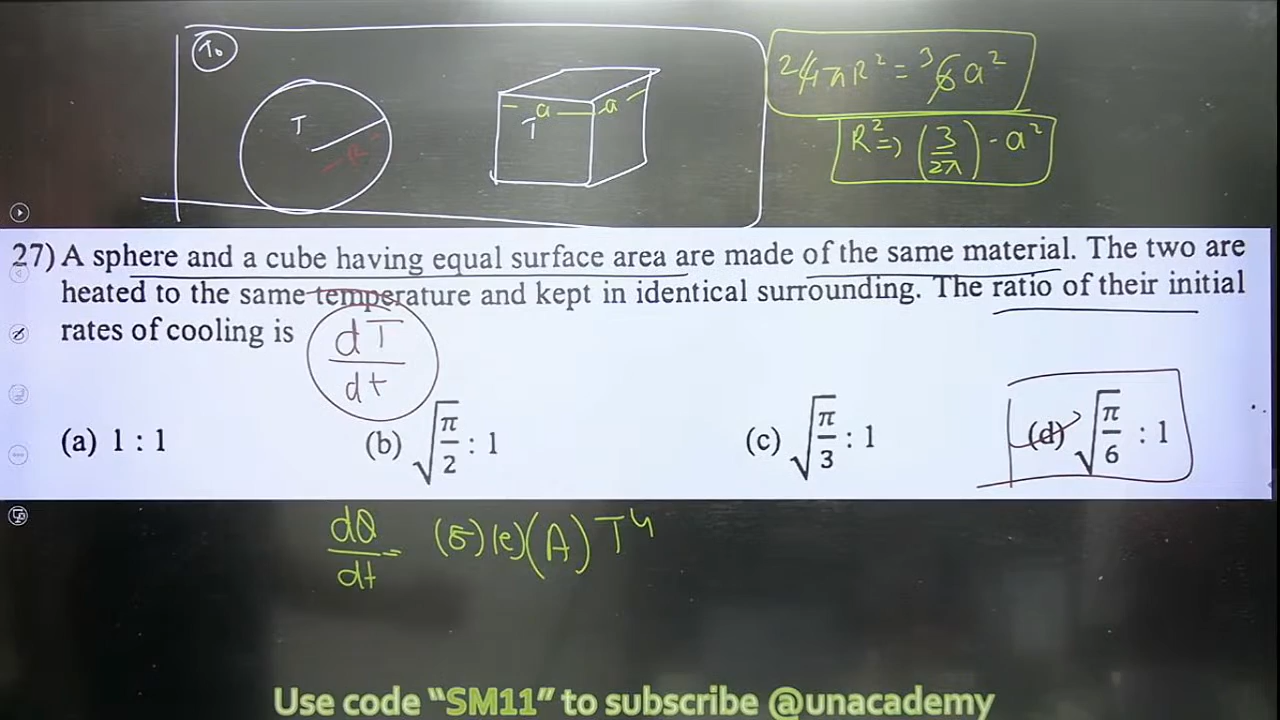 T₀
T
R
a
a
T
2 4πR² = 3 6a²
R² ⇒ (3/2π) - a²
27) A sphere and a cube having equal surface area are made of the same material. The two are
heated to the same temperature and kept in identical surrounding. The ratio of their initial
rates of cooling is
dT/dt
(a) 1 : 1
(b) √(π/2) : 1
(c) √(π/3) : 1
(d) √(π/6) : 1
dQ/dt = (σ)(e)(A)T⁴
Use code “SM11” to subscribe @unacademy